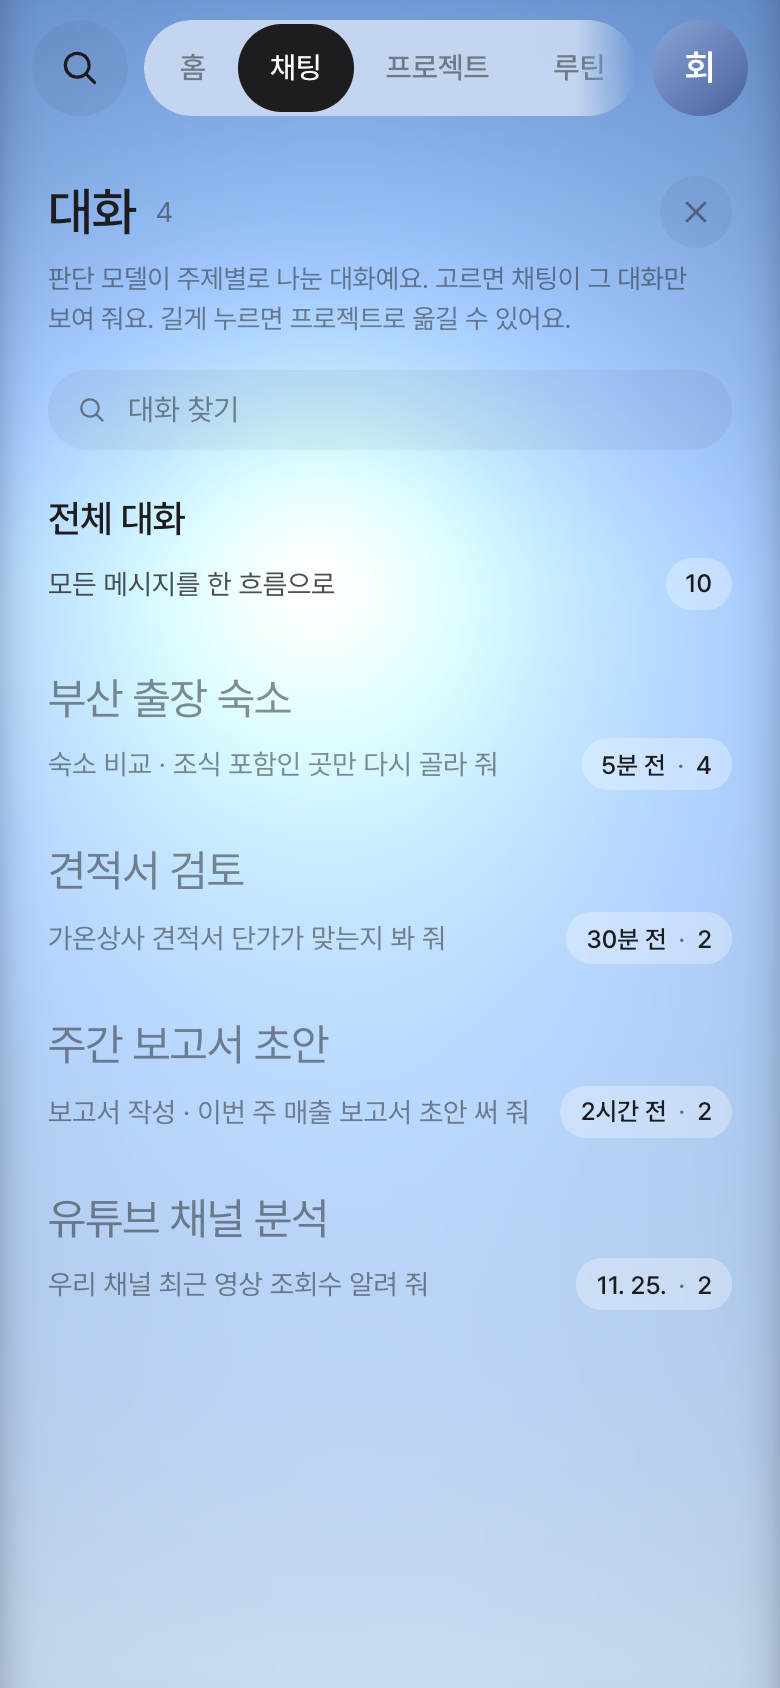 홈
채팅
프로젝트
루틴
회
대화 4
판단 모델이 주제별로 나눈 대화예요. 고르면 채팅이 그 대화만
보여 줘요. 길게 누르면 프로젝트로 옮길 수 있어요.
대화 찾기
전체 대화
모든 메시지를 한 흐름으로
10
부산 출장 숙소
숙소 비교 · 조식 포함인 곳만 다시 골라 줘
5분 전 · 4
견적서 검토
가온상사 견적서 단가가 맞는지 봐 줘
30분 전 · 2
주간 보고서 초안
보고서 작성 · 이번 주 매출 보고서 초안 써 줘
2시간 전 · 2
유튜브 채널 분석
우리 채널 최근 영상 조회수 알려 줘
11. 25. · 2